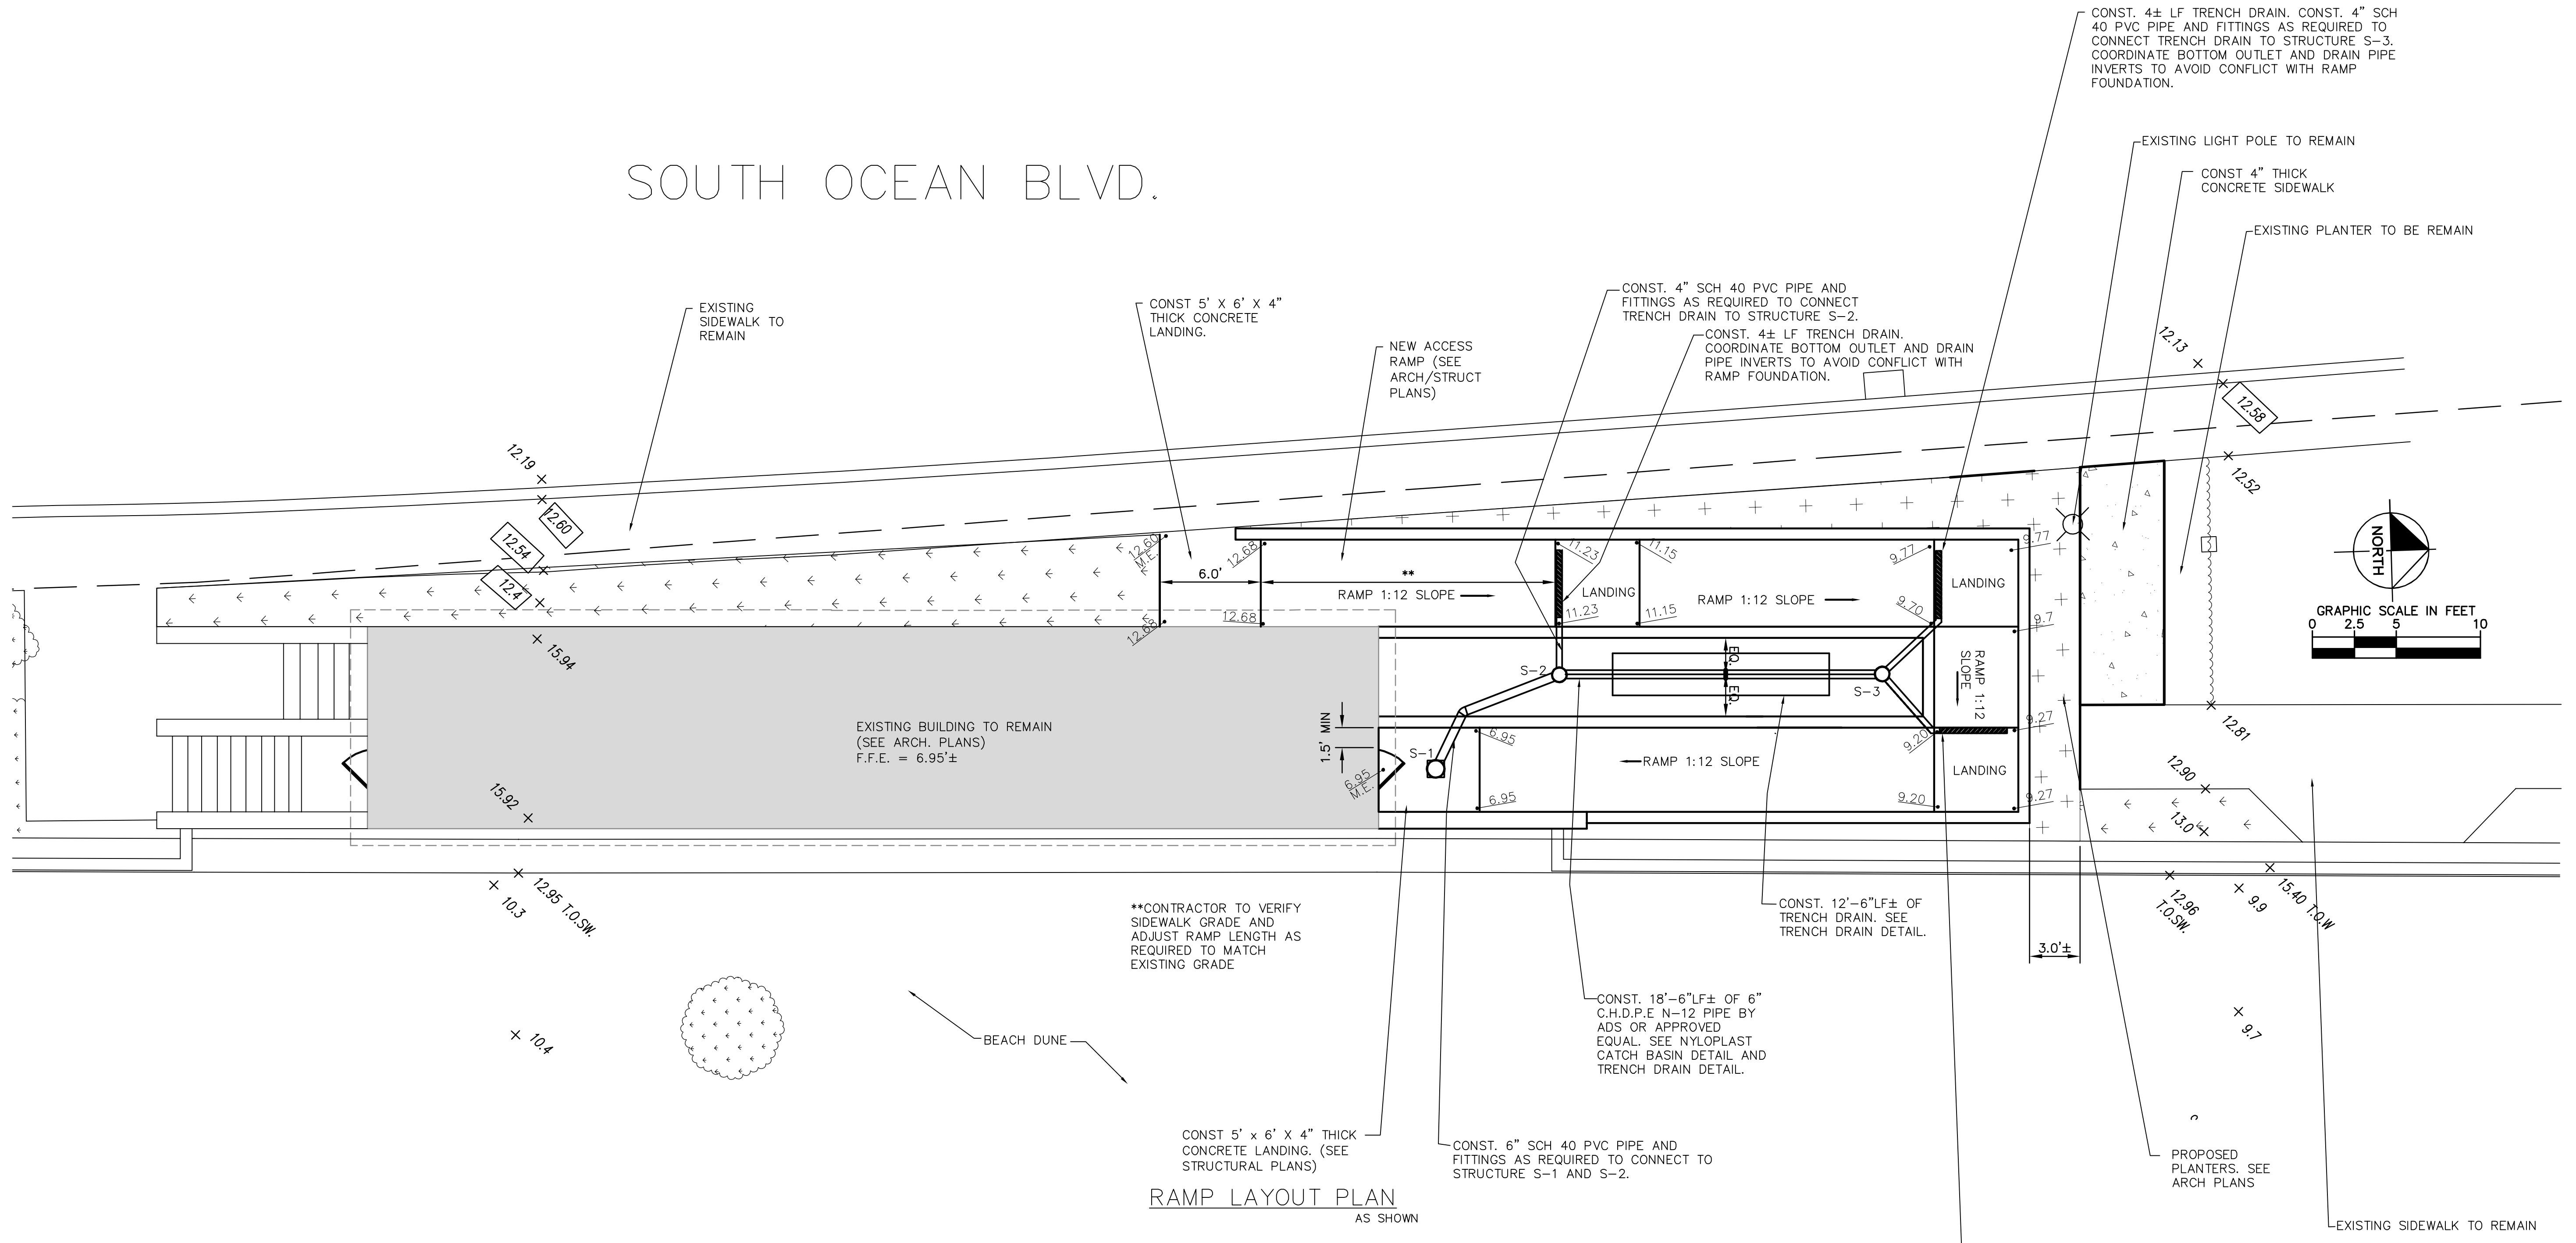 CONST. 4± LF TRENCH DRAIN. CONST. 4" SCH
40 PVC PIPE AND FITTINGS AS REQUIRED TO
CONNECT TRENCH DRAIN TO STRUCTURE S-3.
COORDINATE BOTTOM OUTLET AND DRAIN PIPE
INVERTS TO AVOID CONFLICT WITH RAMP
FOUNDATION.
EXISTING LIGHT POLE TO REMAIN
CONST 4" THICK
CONCRETE SIDEWALK
EXISTING PLANTER TO BE REMAIN
SOUTH OCEAN BLVD.
EXISTING
SIDEWALK TO
REMAIN
CONST 5' X 6' X 4"
THICK CONCRETE
LANDING.
NEW ACCESS
RAMP (SEE
ARCH/STRUCT
PLANS)
CONST. 4" SCH 40 PVC PIPE AND
FITTINGS AS REQUIRED TO CONNECT
TRENCH DRAIN TO STRUCTURE S-2.
CONST. 4± LF TRENCH DRAIN.
COORDINATE BOTTOM OUTLET AND DRAIN
PIPE INVERTS TO AVOID CONFLICT WITH
RAMP FOUNDATION.
12.13
12.58
12.52
12.19
12.60
12.54
12.4
15.94
12.60
M.E.
12.68
6.0'
**
12.68
12.68
RAMP 1:12 SLOPE
11.23
11.15
LANDING
11.23
11.15
RAMP 1:12 SLOPE
9.77
9.77
LANDING
9.70
9.7
NORTH
GRAPHIC SCALE IN FEET
0 2.5 5 10
S-2
EQ.
EQ.
S-3
RAMP 1:12
SLOPE
EXISTING BUILDING TO REMAIN
(SEE ARCH. PLANS)
F.F.E. = 6.95'±
15.92
1.5' MIN
S-1
6.95
M.E.
6.95
6.95
RAMP 1:12 SLOPE
9.20
9.27
9.20
LANDING
9.27
12.81
12.90
13.0
12.95 T.O.SW.
10.3
10.4
12.96
T.O.SW.
15.40 T.O.W
9.9
9.7
3.0'±
**CONTRACTOR TO VERIFY
SIDEWALK GRADE AND
ADJUST RAMP LENGTH AS
REQUIRED TO MATCH
EXISTING GRADE
BEACH DUNE
CONST. 12'-6"LF± OF
TRENCH DRAIN. SEE
TRENCH DRAIN DETAIL.
CONST. 18'-6"LF± OF 6"
C.H.D.P.E N-12 PIPE BY
ADS OR APPROVED
EQUAL. SEE NYLOPLAST
CATCH BASIN DETAIL AND
TRENCH DRAIN DETAIL.
CONST 5' x 6' X 4" THICK
CONCRETE LANDING. (SEE
STRUCTURAL PLANS)
CONST. 6" SCH 40 PVC PIPE AND
FITTINGS AS REQUIRED TO CONNECT TO
STRUCTURE S-1 AND S-2.
PROPOSED
PLANTERS. SEE
ARCH PLANS
EXISTING SIDEWALK TO REMAIN
RAMP LAYOUT PLAN
AS SHOWN